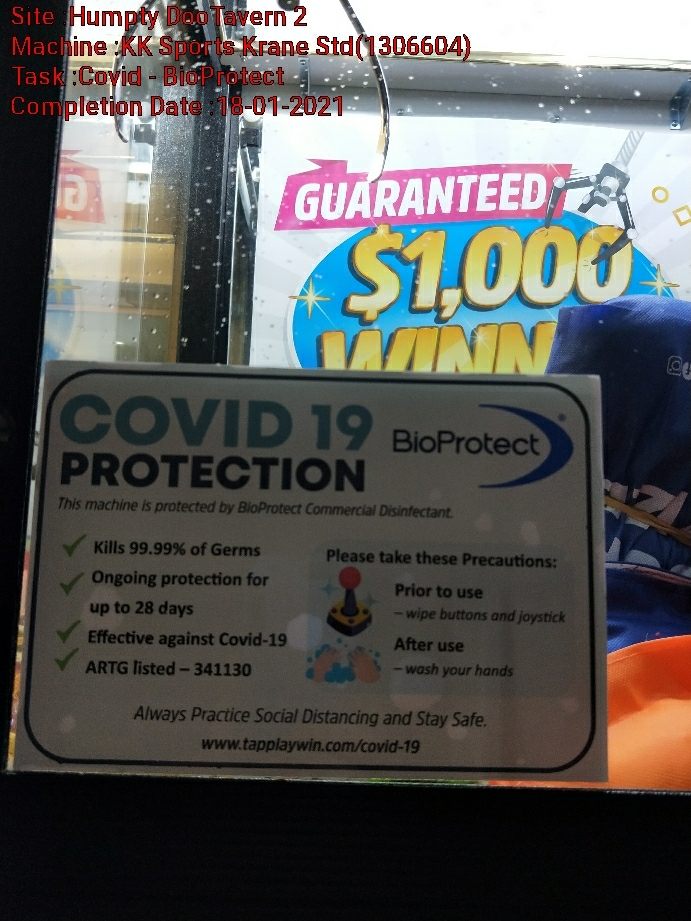 Site :Humpty DooTavern 2
Machine :KK Sports Krane Std(1306604)
Task :Covid - BioProtect
Completion Date :18-01-2021
GUARANTEED
$1,000
WINN
COVID 19
PROTECTION
BioProtect®
This machine is protected by BioProtect Commercial Disinfectant.
Kills 99.99% of Germs
Ongoing protection for
up to 28 days
Effective against Covid-19
ARTG listed – 341130
Please take these Precautions:
Prior to use
– wipe buttons and joystick
After use
– wash your hands
Always Practice Social Distancing and Stay Safe.
www.tapplaywin.com/covid-19